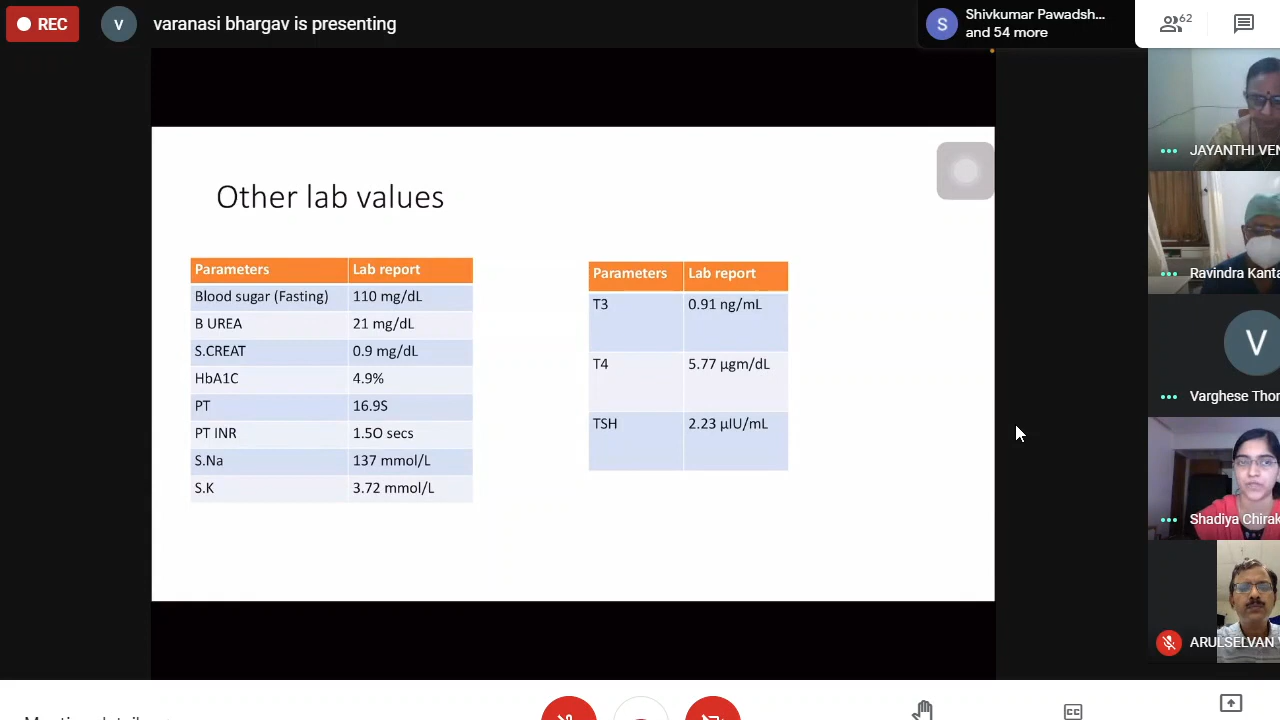 REC
V
varanasi bhargav is presenting
S
Shivkumar Pawadsh...
and 54 more
62
Other lab values
Parameters Lab report
Blood sugar (Fasting) 110 mg/dL
B UREA 21 mg/dL
S.CREAT 0.9 mg/dL
HbA1C 4.9%
PT 16.9S
PT INR 1.5O secs
S.Na 137 mmol/L
S.K 3.72 mmol/L
Parameters Lab report
T3 0.91 ng/mL
T4 5.77 µgm/dL
TSH 2.23 µIU/mL
JAYANTHI VEN
Ravindra Kanta
V
Varghese Thor
Shadiya Chirak
ARULSELVAN V
CC